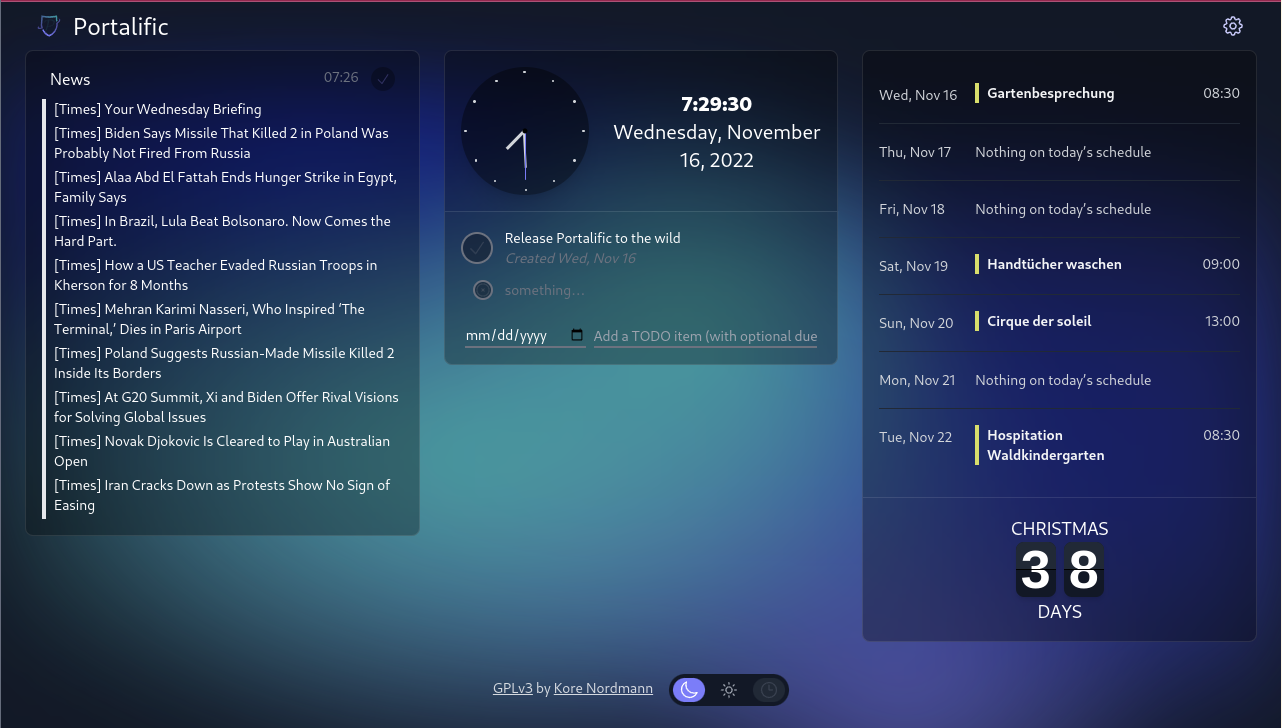 Portalific
News 07:26
[Times] Your Wednesday Briefing
[Times] Biden Says Missile That Killed 2 in Poland Was
Probably Not Fired From Russia
[Times] Alaa Abd El Fattah Ends Hunger Strike in Egypt,
Family Says
[Times] In Brazil, Lula Beat Bolsonaro. Now Comes the
Hard Part.
[Times] How a US Teacher Evaded Russian Troops in
Kherson for 8 Months
[Times] Mehran Karimi Nasseri, Who Inspired ‘The
Terminal,’ Dies in Paris Airport
[Times] Poland Suggests Russian-Made Missile Killed 2
Inside Its Borders
[Times] At G20 Summit, Xi and Biden Offer Rival Visions
for Solving Global Issues
[Times] Novak Djokovic Is Cleared to Play in Australian
Open
[Times] Iran Cracks Down as Protests Show No Sign of
Easing
7:29:30
Wednesday, November
16, 2022
Release Portalific to the wild
Created Wed, Nov 16
something…
mm/dd/yyyy Add a TODO item (with optional due
Wed, Nov 16 Gartenbesprechung 08:30
Thu, Nov 17 Nothing on today’s schedule
Fri, Nov 18 Nothing on today’s schedule
Sat, Nov 19 Handtücher waschen 09:00
Sun, Nov 20 Cirque der soleil 13:00
Mon, Nov 21 Nothing on today’s schedule
Tue, Nov 22 Hospitation 08:30
Waldkindergarten
CHRISTMAS
38
DAYS
GPLv3 by Kore Nordmann